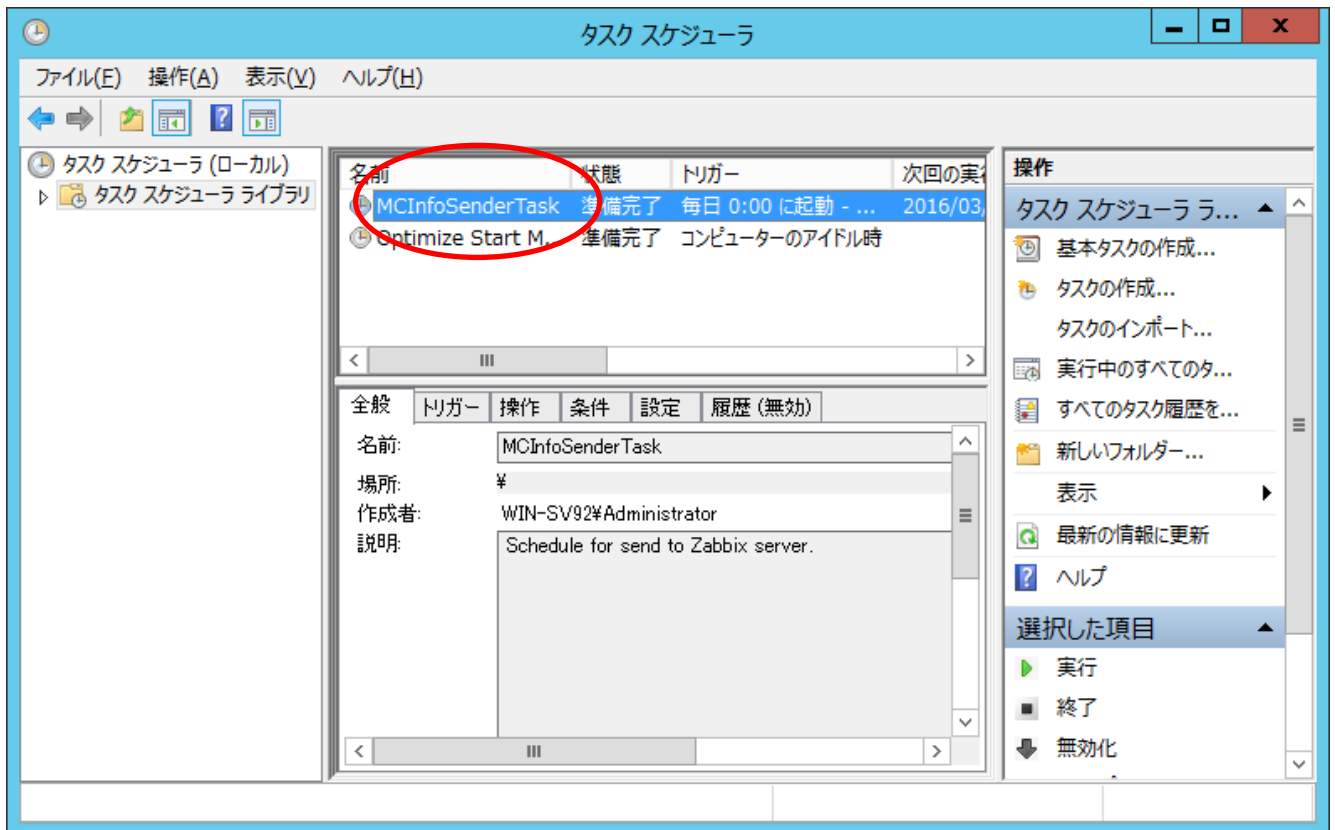 タスク スケジューラ
ファイル(F) 操作(A) 表示(V) ヘルプ(H)
タスク スケジューラ (ローカル)
タスク スケジューラ ライブラリ
名前 状態 トリガー 次回の実行
MCInfoSenderTask 準備完了 毎日 0:00 に起動 - ... 2016/03/
Optimize Start M... 準備完了 コンピューターのアイドル時
全般 トリガー 操作 条件 設定 履歴 (無効)
名前: MCInfoSenderTask
場所: ¥
作成者: WIN-SV92¥Administrator
説明: Schedule for send to Zabbix server.
操作
タスク スケジューラ ラ...
基本タスクの作成...
タスクの作成...
タスクのインポート...
実行中のすべてのタ...
すべてのタスク履歴を...
新しいフォルダー...
表示
最新の情報に更新
ヘルプ
選択した項目
実行
終了
無効化